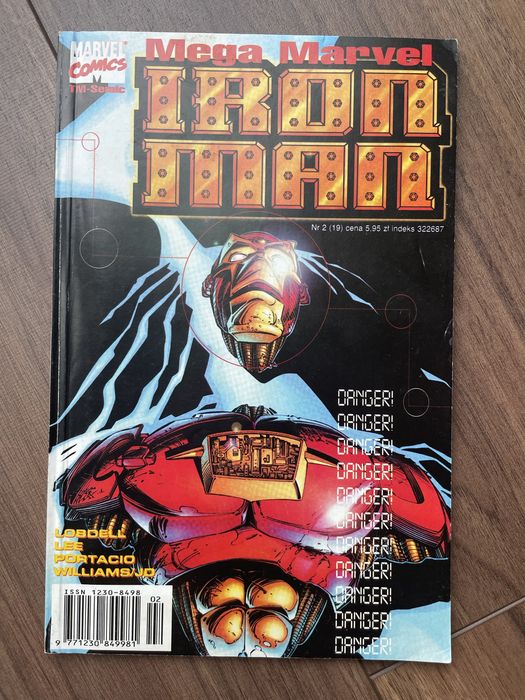 MARVEL
COMICS
M
TM-Semic
Mega Marvel
IRON
MAN
Nr 2 (19) cena 5,95 zł indeks 322687
DANGER!
DANGER!
DANGER!
DANGER!
DANGER!
DANGER!
DANGER!
DANGER!
DANGER!
DANGER!
DANGER!
LOBDELL
LEE
PORTACIO
WILLIAMS/JD
ISSN 1230-8498
02
9 771230 849981